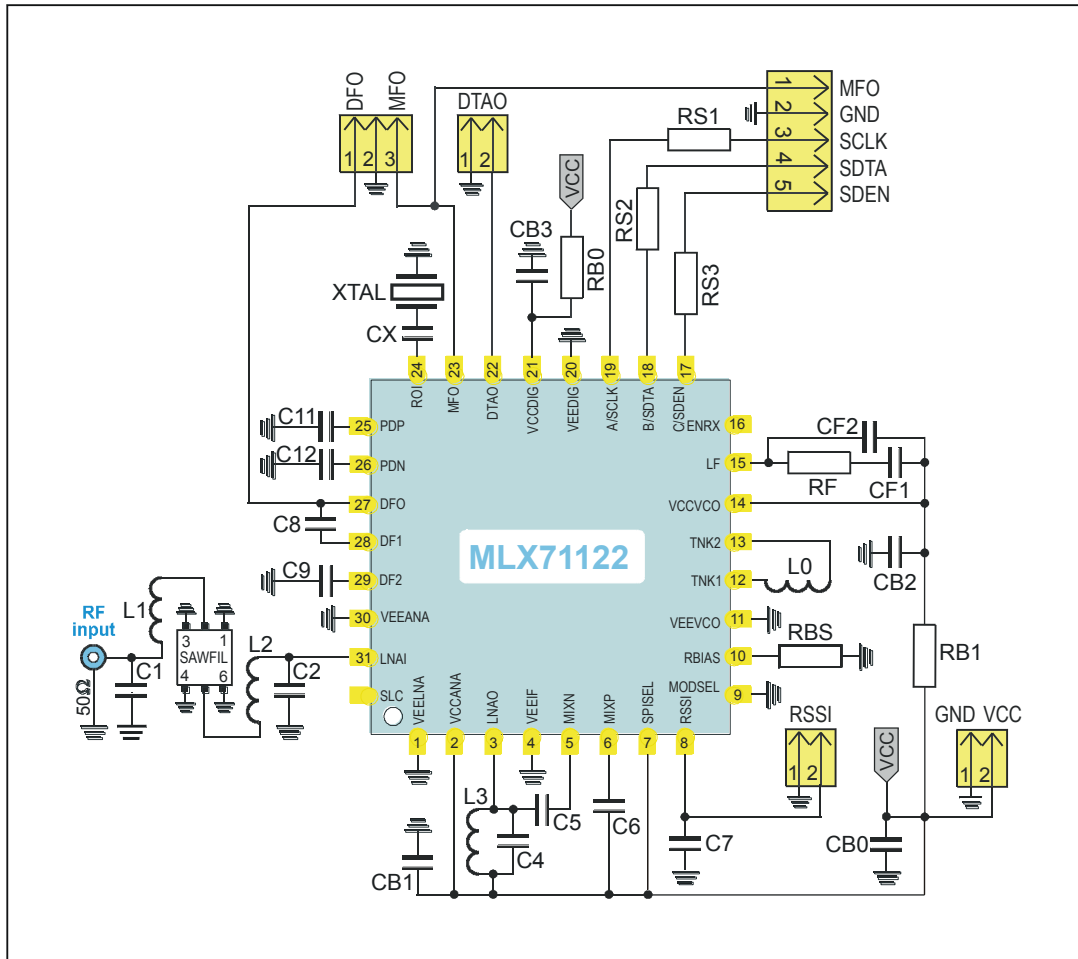 DFO
MFO
DTAO
1
2
3
1
2
1
2
3
4
5
MFO
GND
SCLK
SDTA
SDEN
RS1
RS2
RS3
VCC
CB3
RB0
XTAL
CX
24
23
22
21
20
19
18
17
ROI
MFO
DTAO
VCCDIG
VEEDIG
A/SCLK
B/SDTA
C/SDEN
C11
25
PDP
ENRX
16
C12
26
PDN
LF
15
CF2
RF
CF1
27
DFO
VCCVCO
14
C8
28
DF1
TNK2
13
MLX71122
C9
29
DF2
TNK1
12
L0
CB2
30
VEEANA
VEEVCO
11
RF
input
50Ω
L1
C1
3
1
SAWFIL
4
6
L2
C2
31
LNAI
RBIAS
10
RBS
RB1
SLC
MODSEL
9
VEELNA
VCCANA
LNAO
VEEIF
MIXN
MIXP
SPISEL
RSSI
1
2
3
4
5
6
7
8
RSSI
1
2
VCC
GND VCC
1
2
L3
C4
C5
C6
C7
CB0
CB1